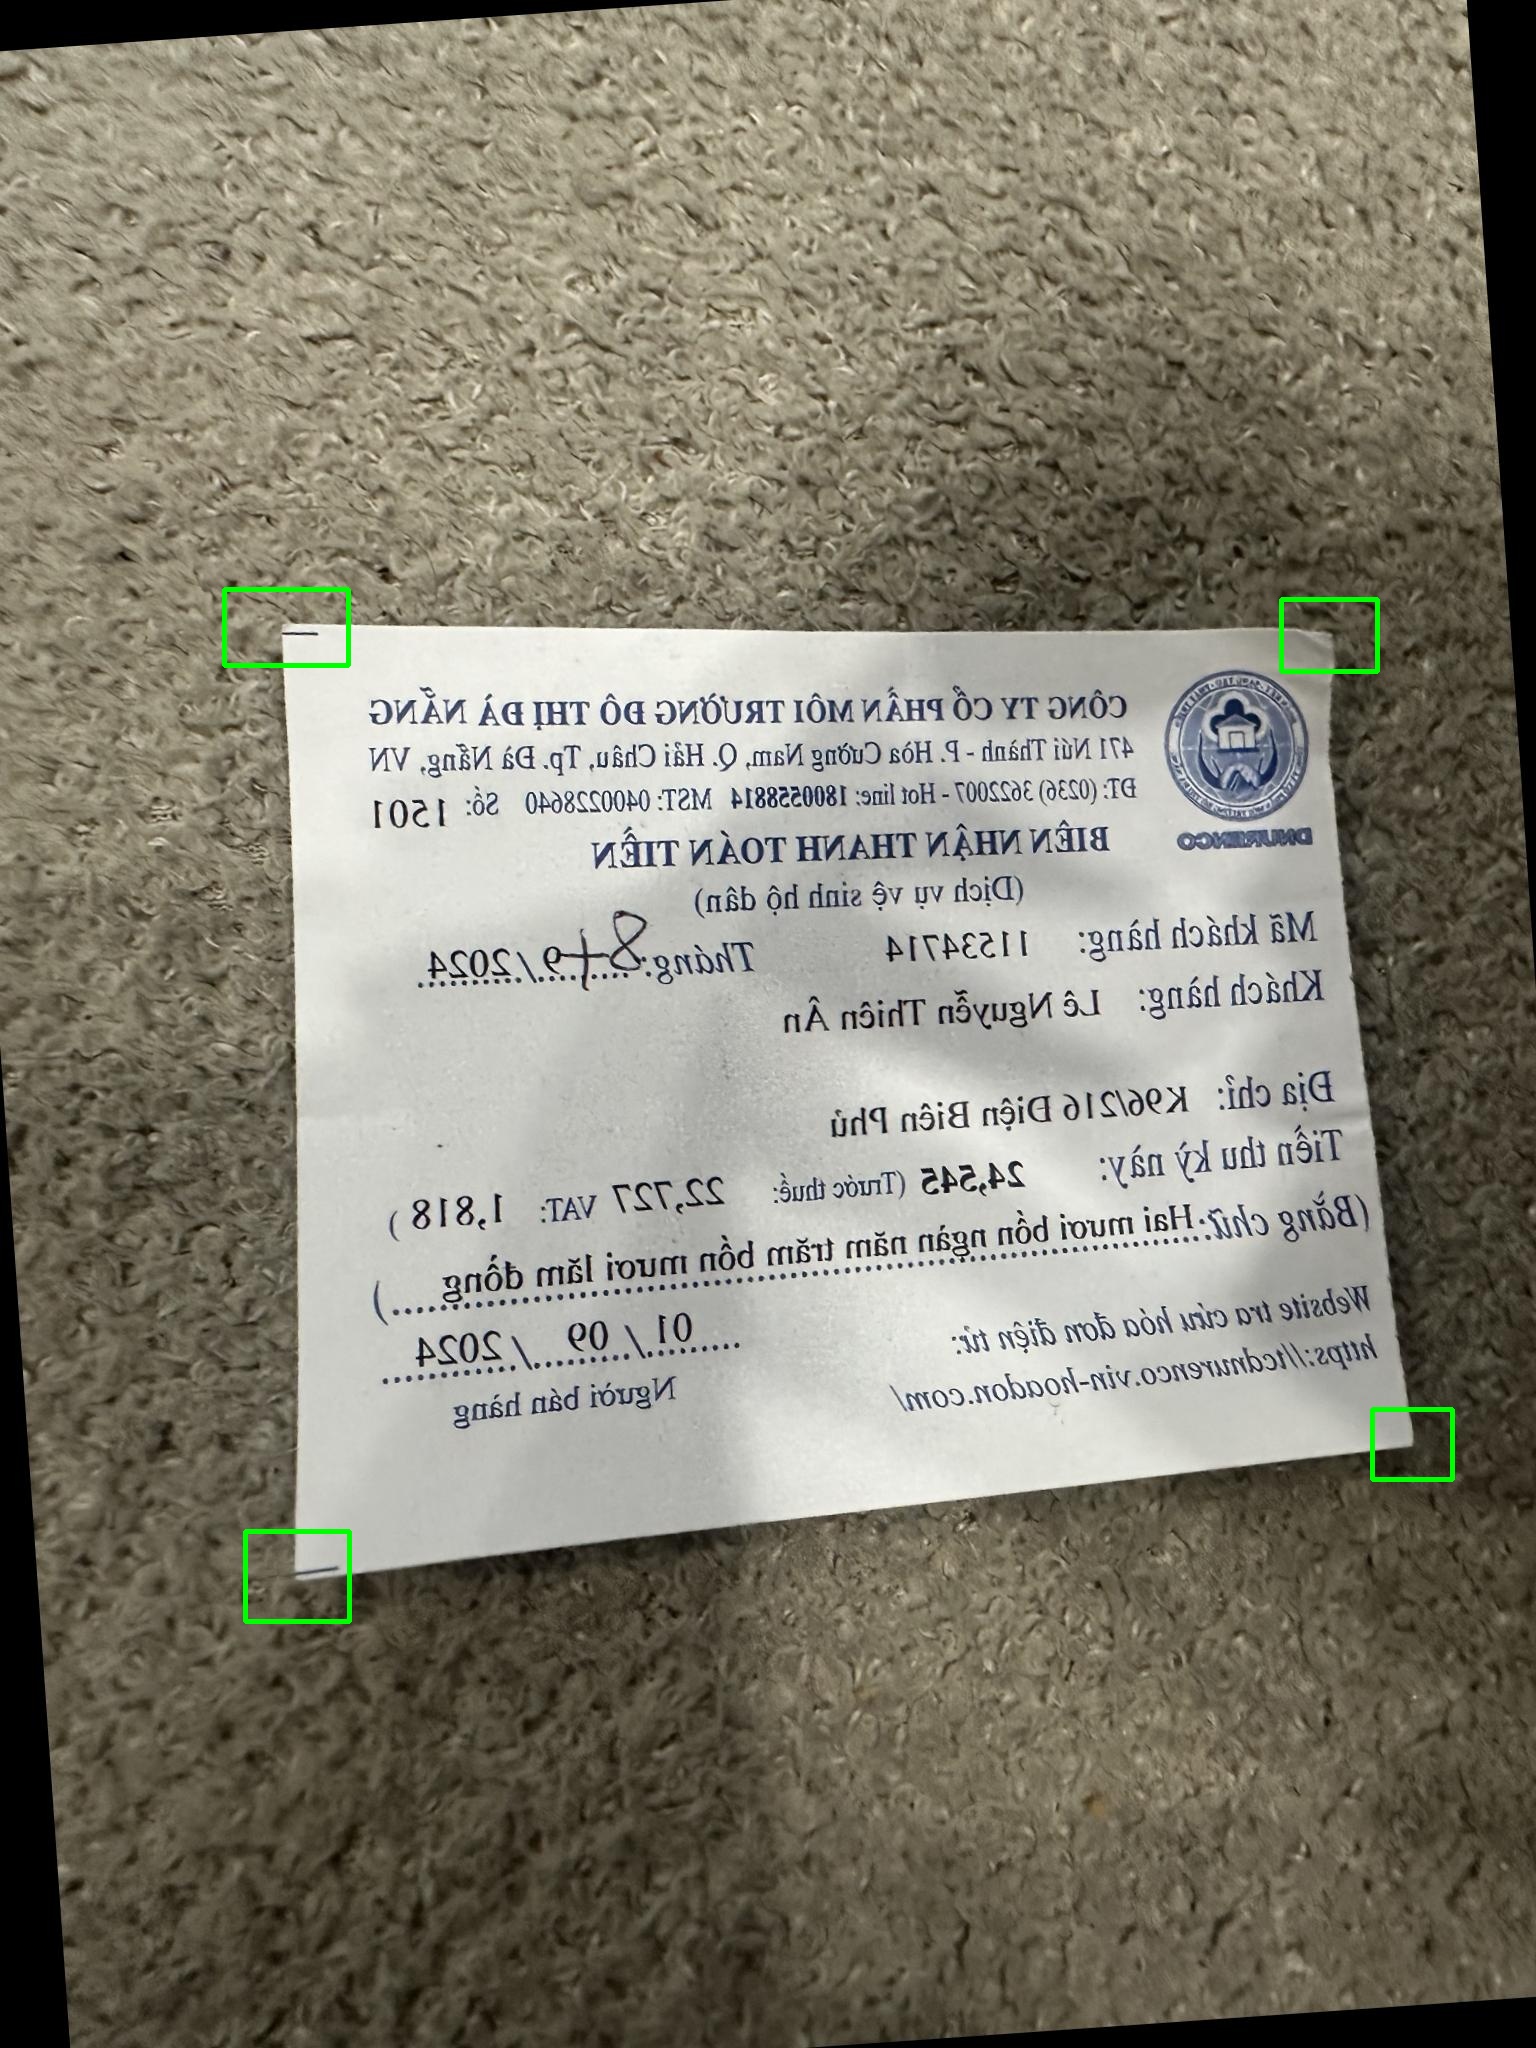 CÔNG TY CỔ PHẦN MÔI TRƯỜNG ĐÔ THỊ ĐÀ NẴNG
471 Núi Thành - P. Hòa Cường Nam, Q. Hải Châu, Tp. Đà Nẵng, VN
ĐT: (0236) 3622007 - Hot line: 1800558814 MST: 0400228640 Số: 1501
DNURENCO
BIÊN NHẬN THANH TOÁN TIỀN
(Dịch vụ vệ sinh hộ dân)
Mã khách hàng: 11534714 Tháng: 8+9/2024
Khách hàng: Lê Nguyễn Thiên Ân
Địa chỉ: K96/216 Điện Biên Phủ
Tiền thu kỳ này: 24,545 (Trước thuế: 22,727 VAT: 1,818 )
(Bằng chữ: Hai mươi bốn ngàn năm trăm bốn mươi lăm đồng....)
Website tra cứu hóa đơn điện tử:
https://tcdnurenco.vin-hoadon.com/
01 / 09 / 2024
Người bán hàng